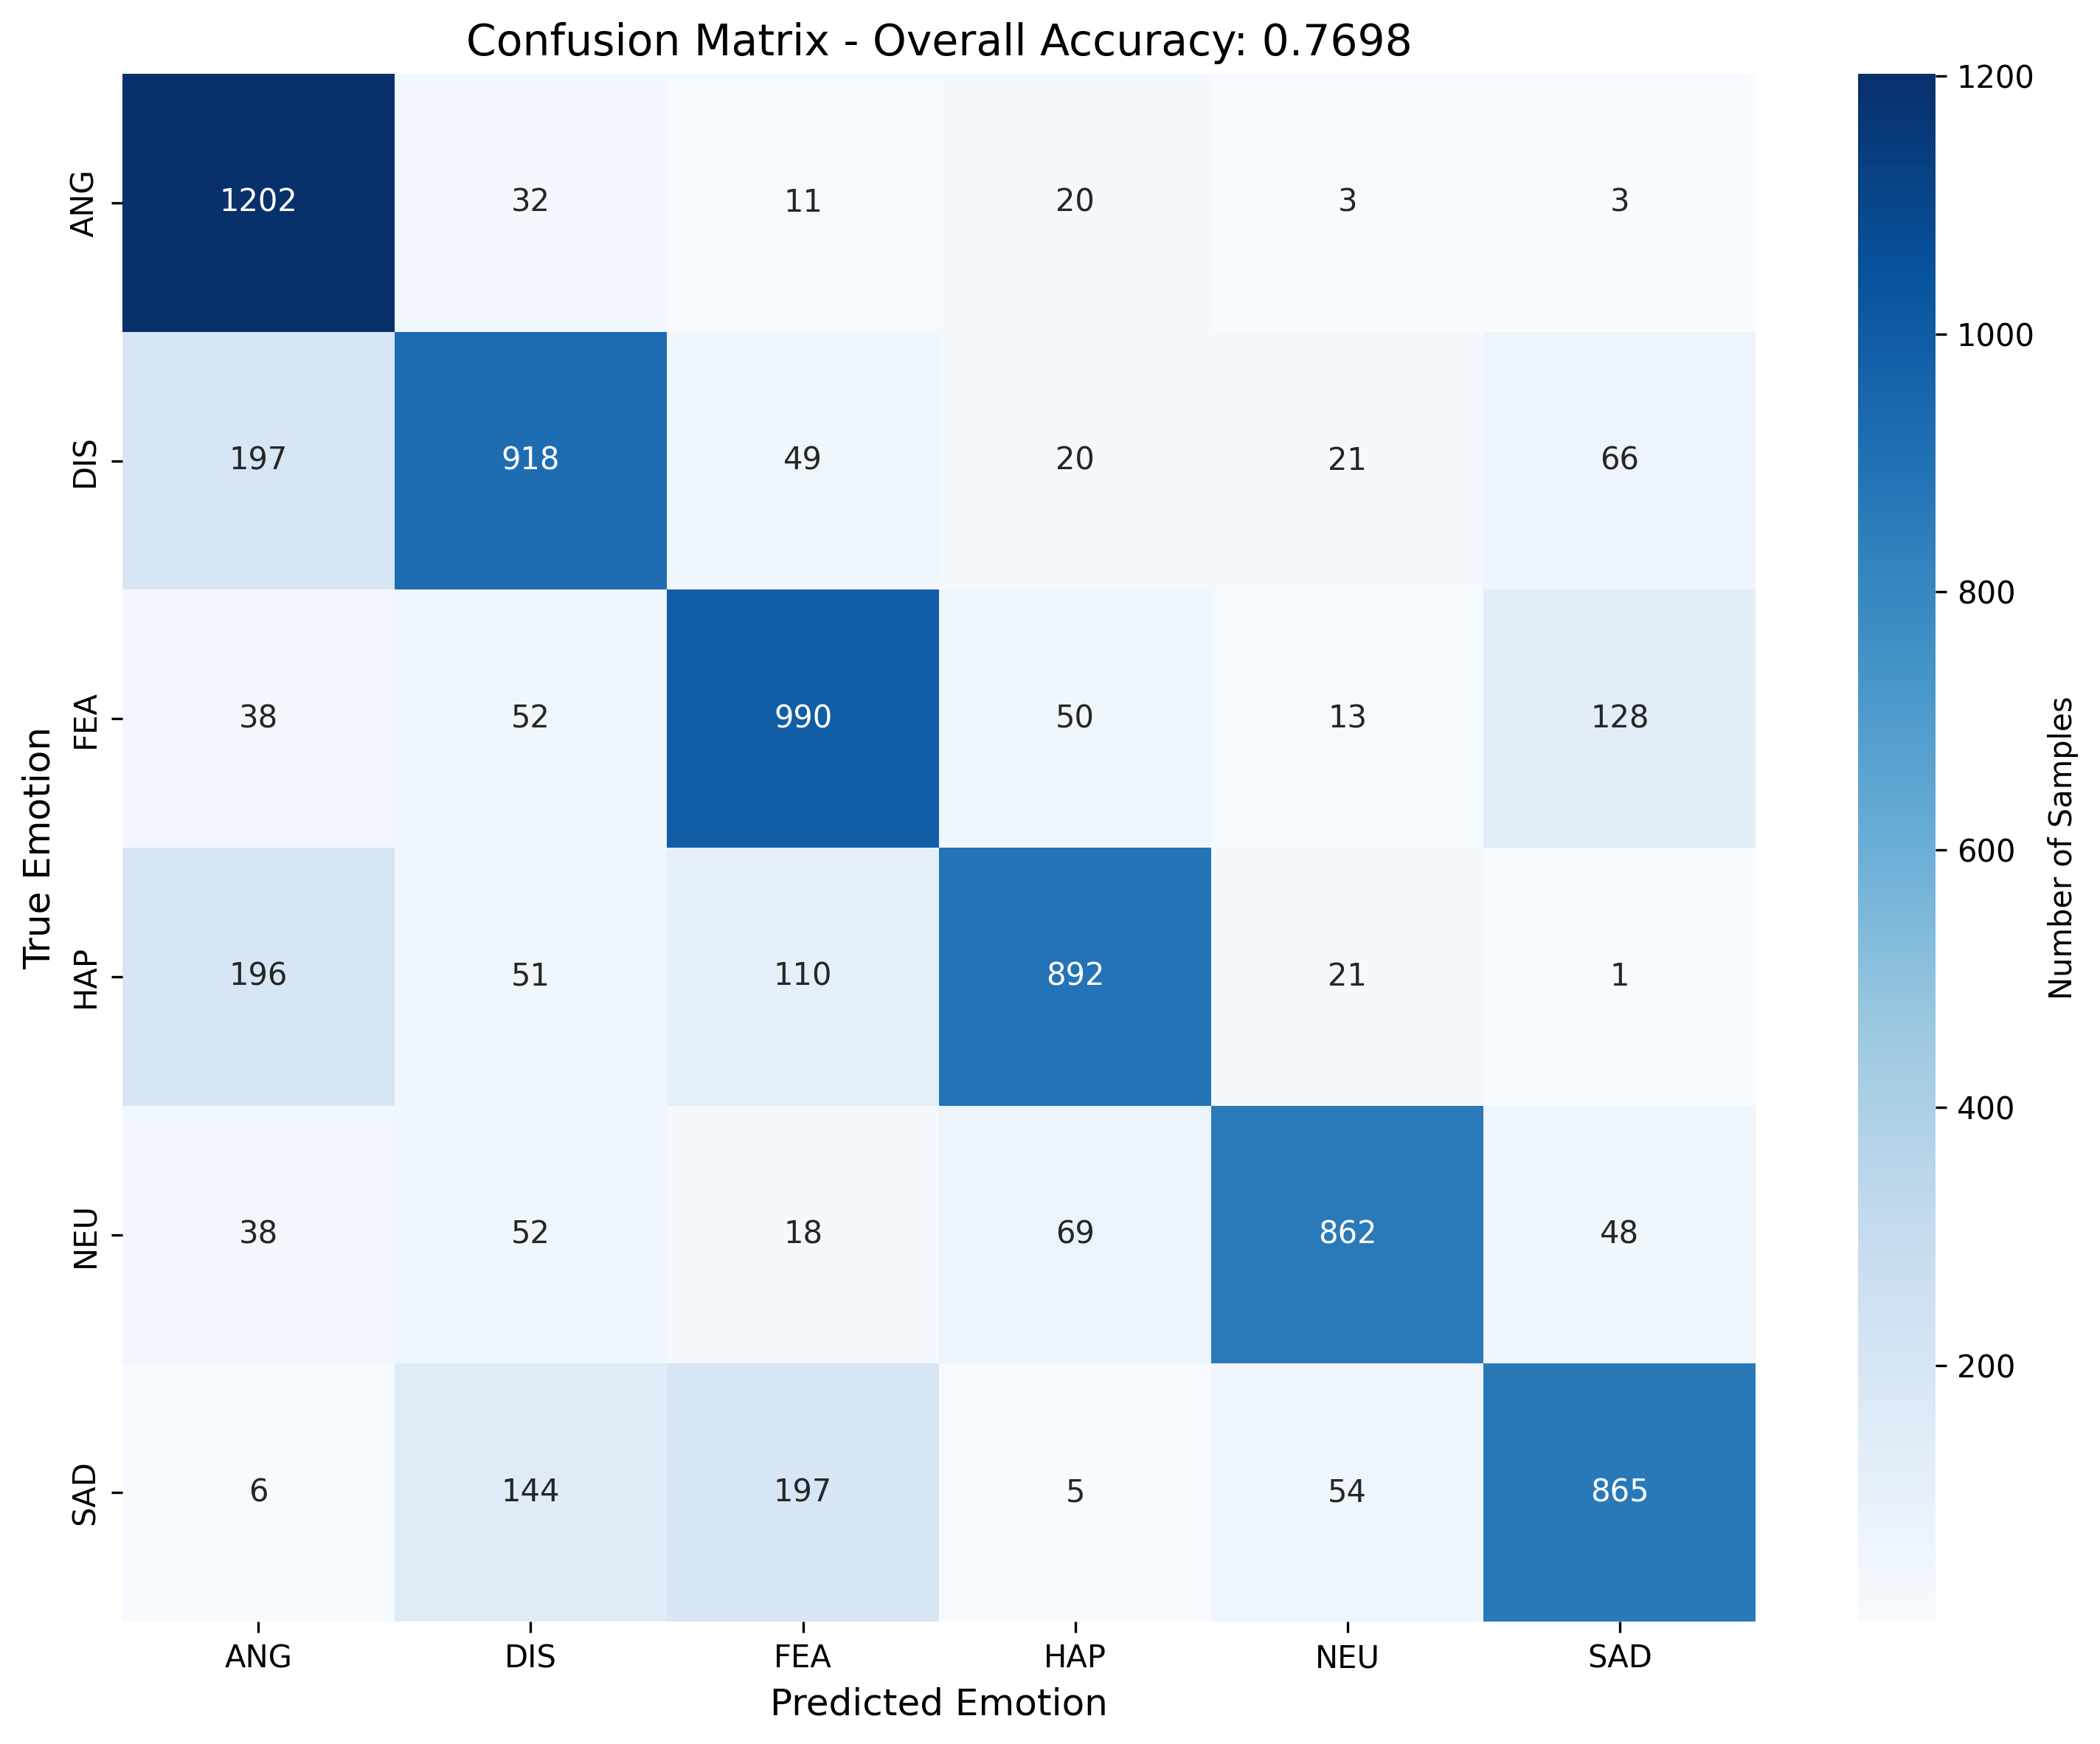 Confusion Matrix - Overall Accuracy: 0.7698
True Emotion
ANG 1202 32 11 20 3 3
DIS 197 918 49 20 21 66
FEA 38 52 990 50 13 128
HAP 196 51 110 892 21 1
NEU 38 52 18 69 862 48
SAD 6 144 197 5 54 865
ANG DIS FEA HAP NEU SAD
Predicted Emotion
1200
1000
800
600
400
200
Number of Samples